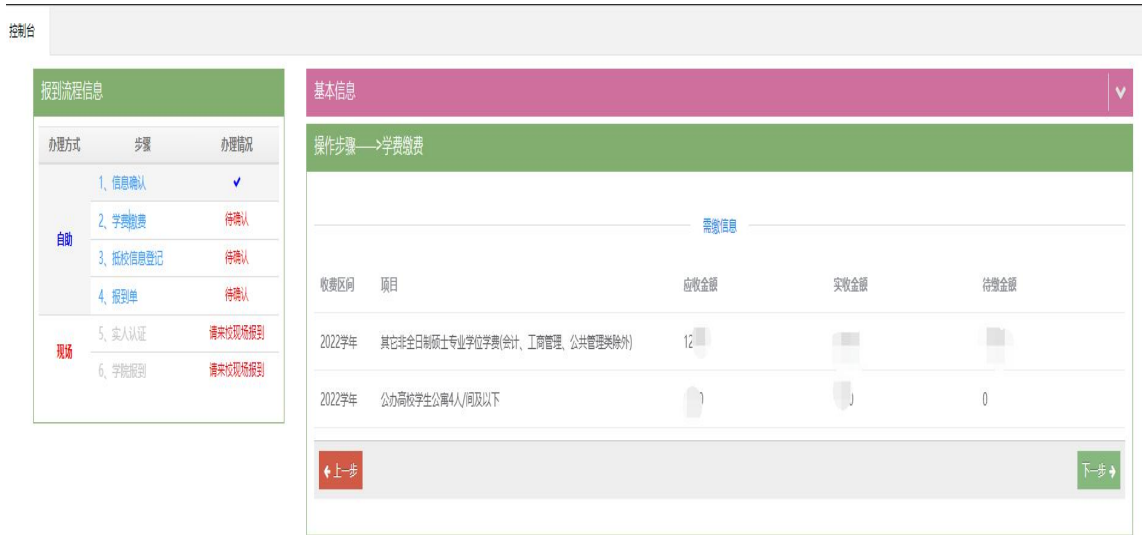 控制台
报到流程信息
办理方式 步骤 办理情况
自助
1、信息确认
2、学费缴费 待确认
3、抵校信息登记 待确认
4、报到单 待确认
现场
5、实人认证 请来校现场报到
6、学院报到 请来校现场报到
基本信息
操作步骤——>学费缴费
需缴信息
收费区间 项目 应收金额 实收金额 待缴金额
2022学年 其它非全日制硕士专业学位学费(会计、工商管理、公共管理类除外) 12
2022学年 公办高校学生公寓4人/间及以下 0
上一步
下一步